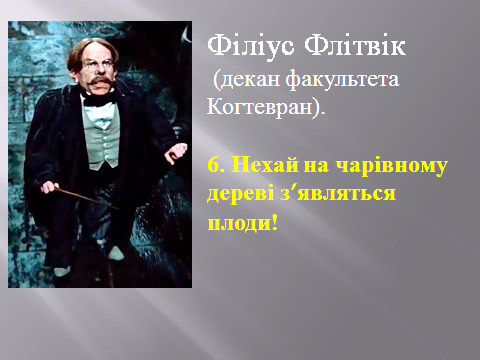 Філіус Флітвік
(декан факультета
Когтевран).
6. Нехай на чарівному
дереві з′являться
плоди!